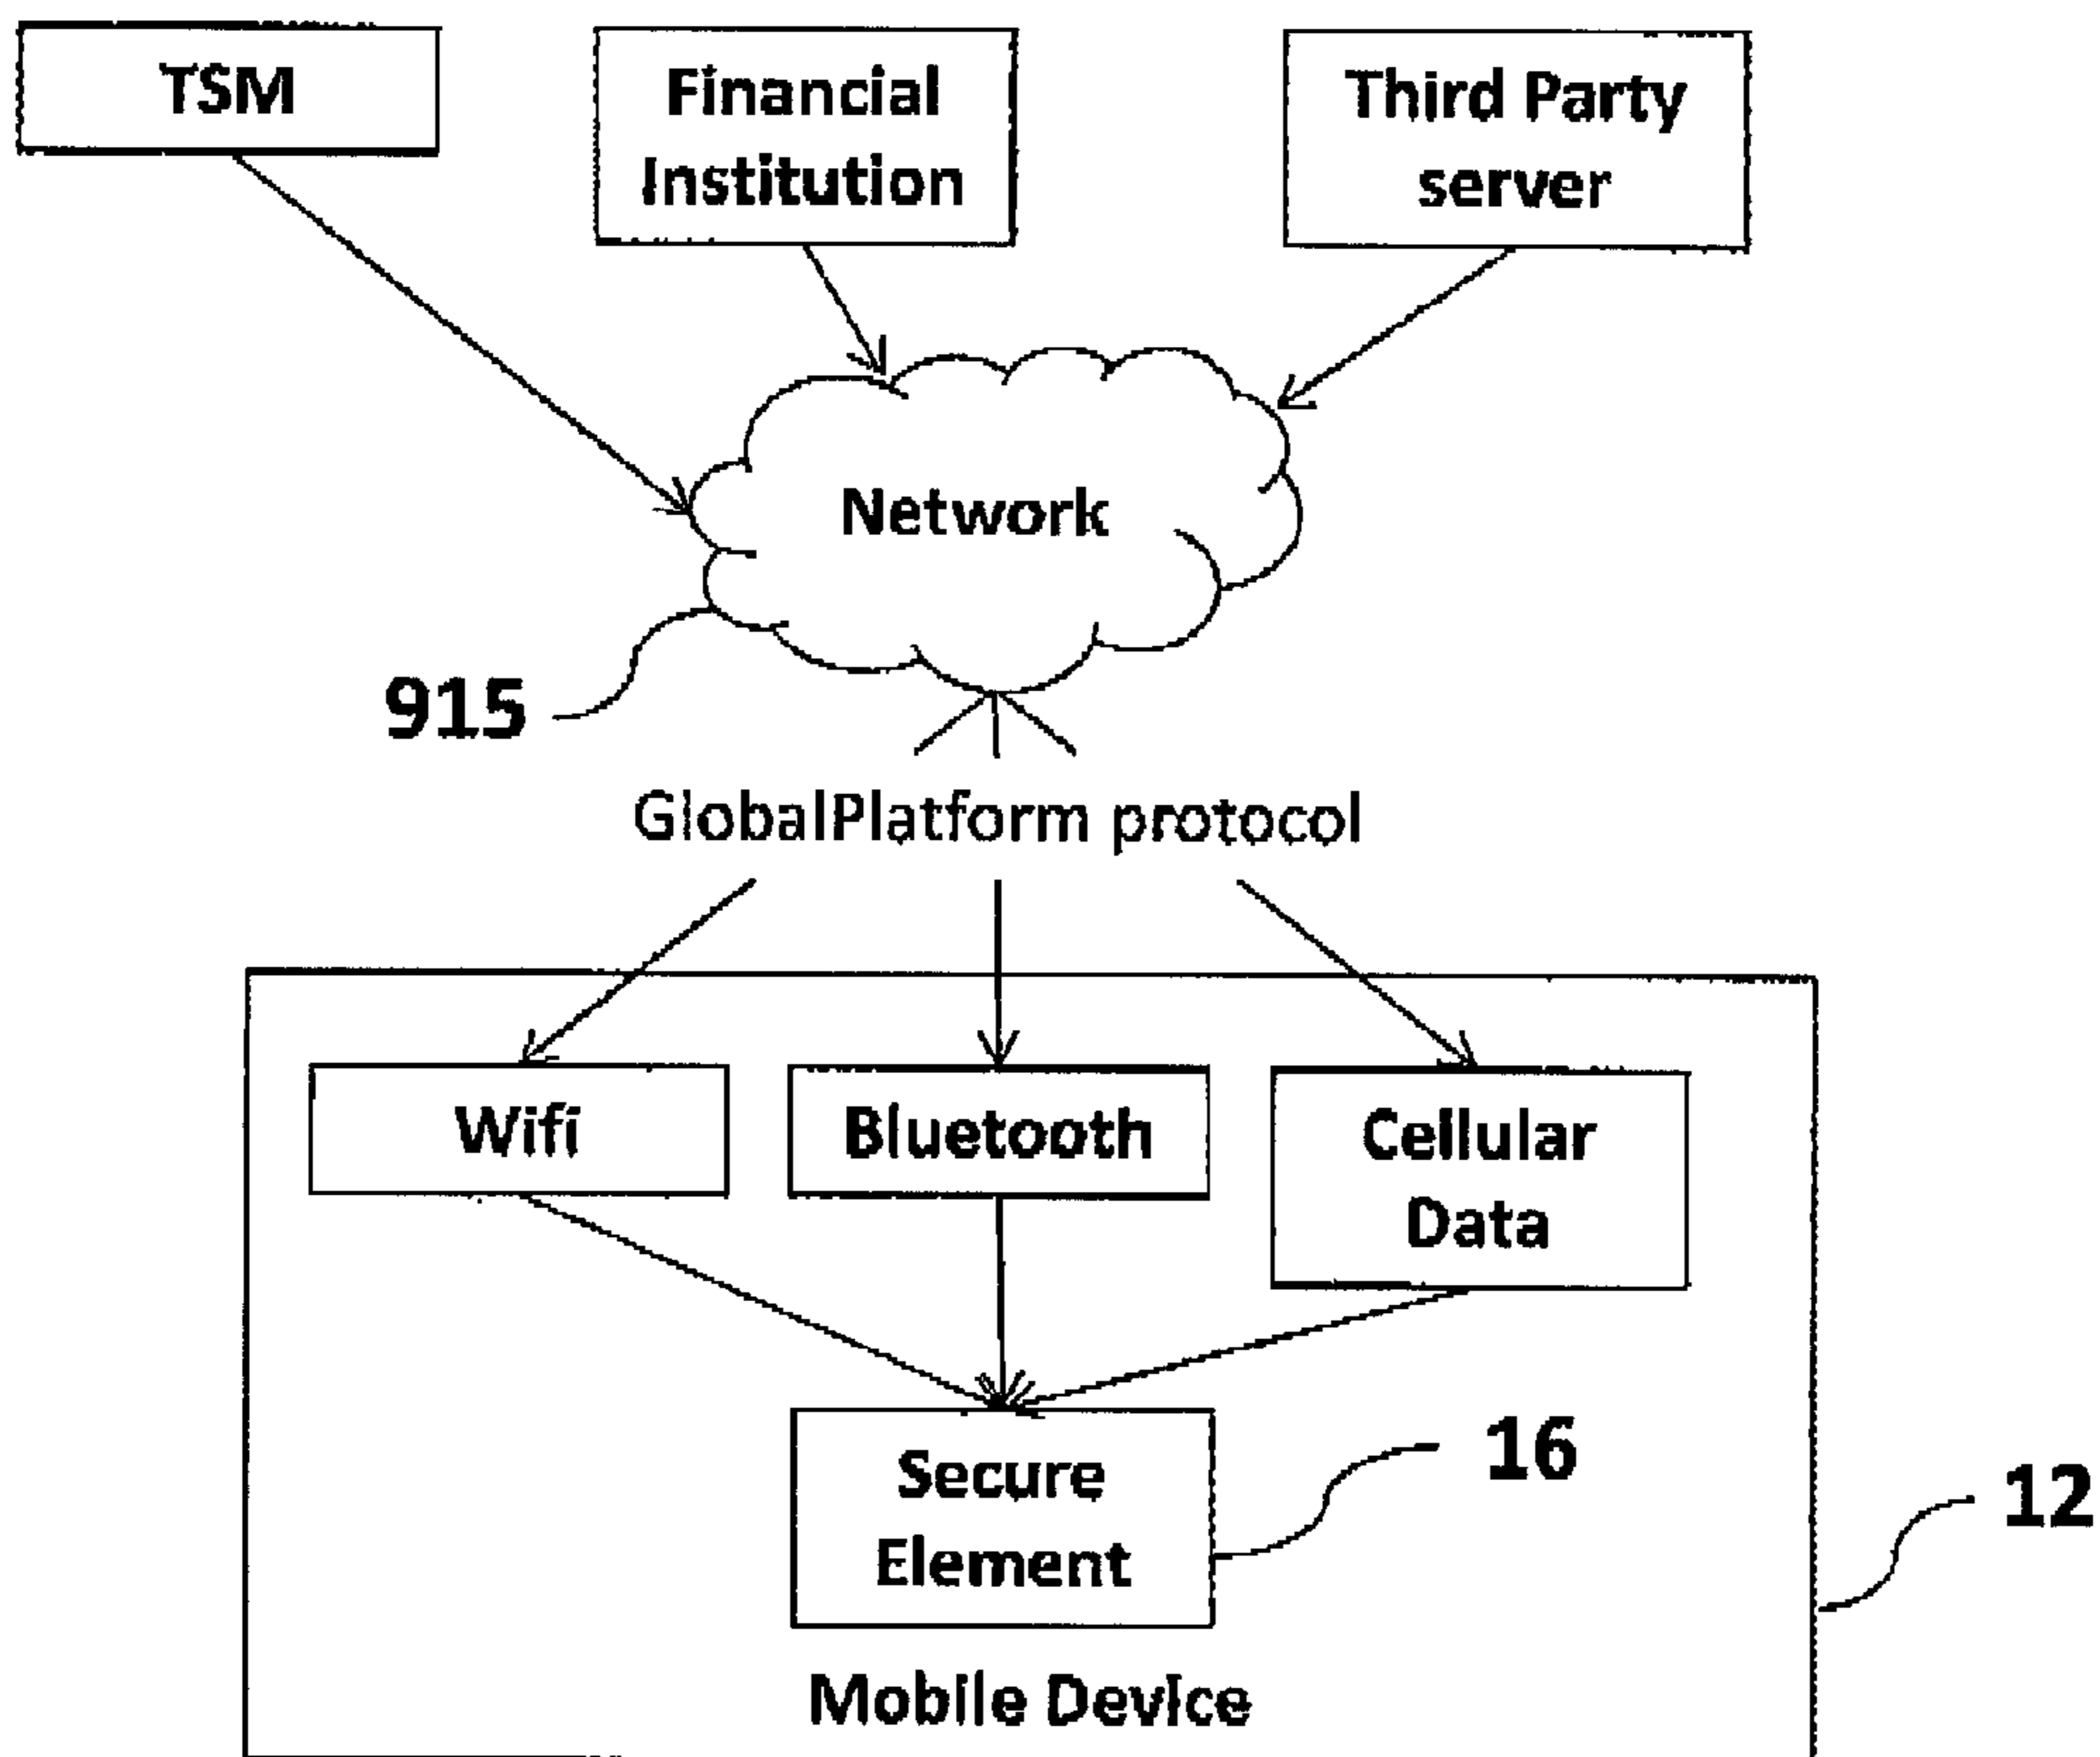 TSM
Financial
Institution
Third Party
server
Network
915
GlobalPlatform protocol
Wifi
Bluetooth
Cellular
Data
Secure
Element
16
12
Mobile Device